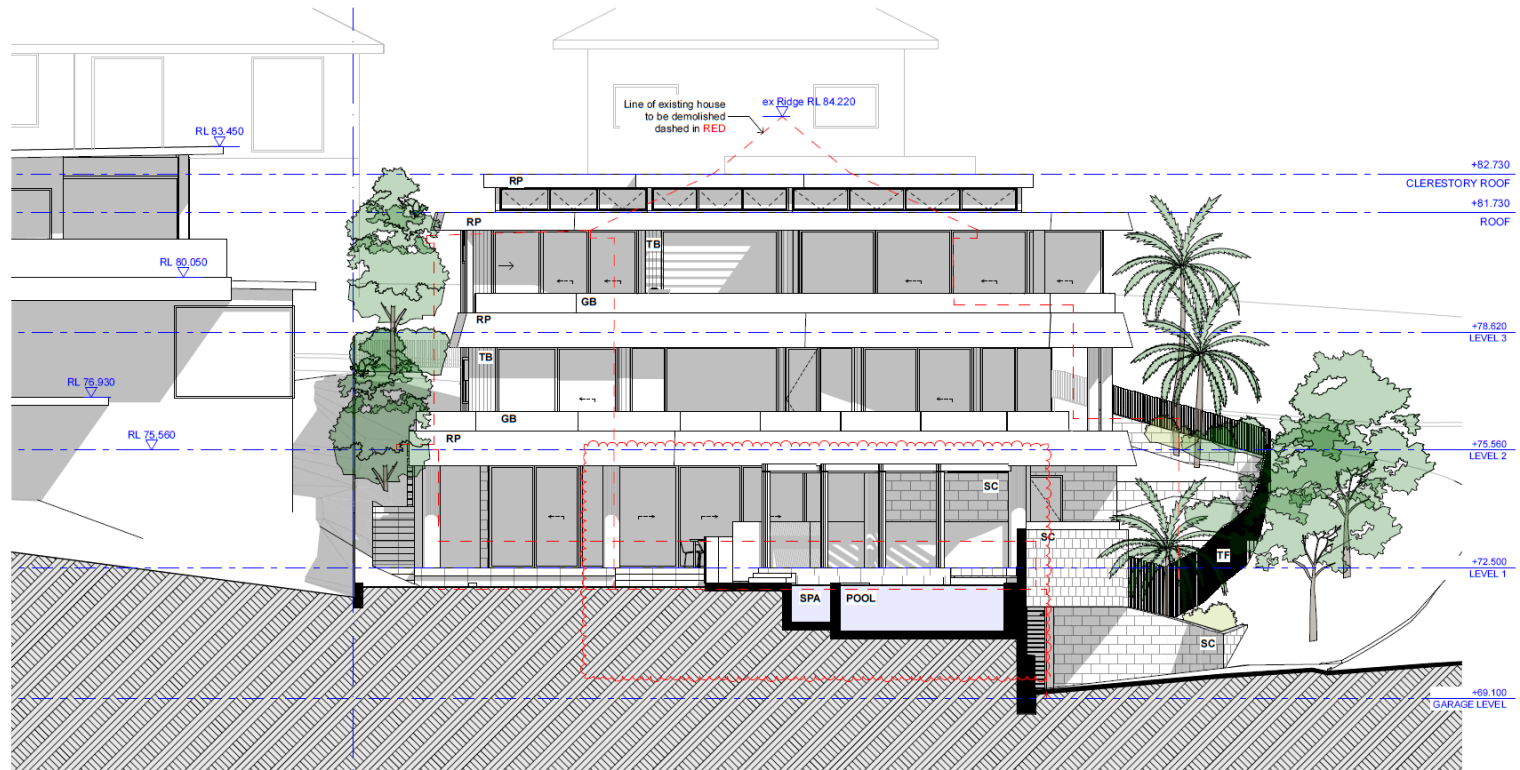 Line of existing house
to be demolished
dashed in RED
ex Ridge RL 84.220
RL 83.450
+82.730
CLERESTORY ROOF
RP
+81.730
ROOF
RP
TB
RL 80.050
GB
RP
+78.620
LEVEL 3
TB
RL 76.930
GB
RL 75.560
RP
+75.560
LEVEL 2
SC
SC
TF
+72.500
LEVEL 1
SPA
POOL
SC
+69.100
GARAGE LEVEL